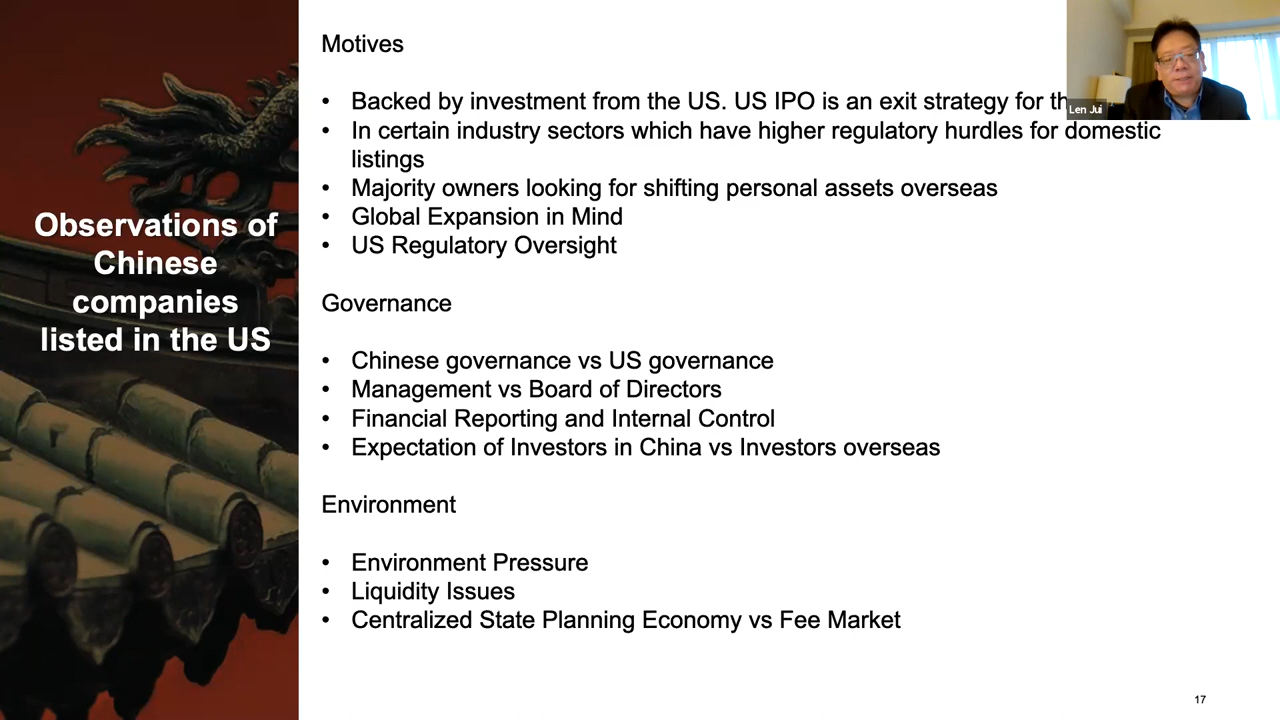 Observations of
Chinese
companies
listed in the US
Motives
• Backed by investment from the US. US IPO is an exit strategy for
• In certain industry sectors which have higher regulatory hurdles for domestic
listings
• Majority owners looking for shifting personal assets overseas
• Global Expansion in Mind
• US Regulatory Oversight
Governance
• Chinese governance vs US governance
• Management vs Board of Directors
• Financial Reporting and Internal Control
• Expectation of Investors in China vs Investors overseas
Environment
• Environment Pressure
• Liquidity Issues
• Centralized State Planning Economy vs Fee Market
Len Jui
17